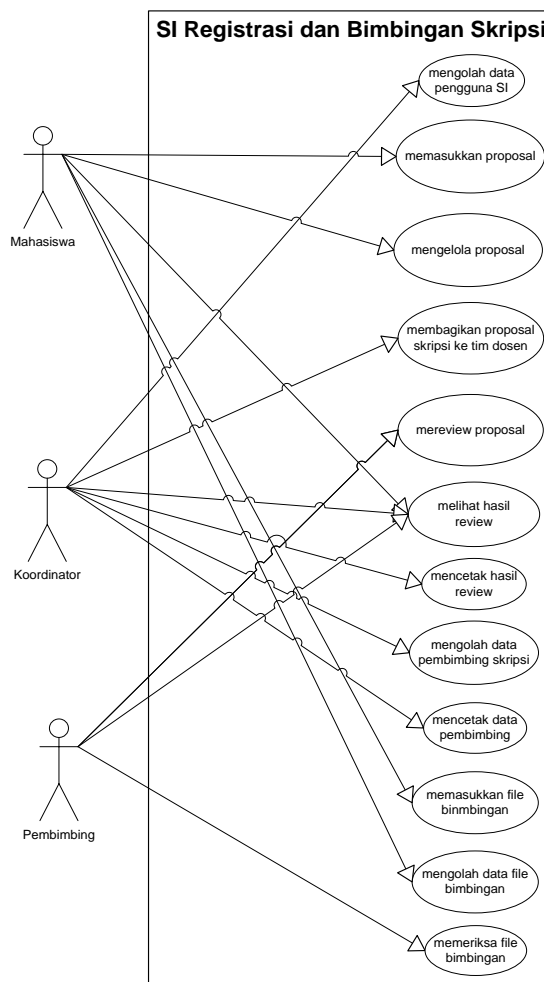 SI Registrasi dan Bimbingan Skripsi
mengolah data
pengguna SI
memasukkan proposal
Mahasiswa
mengelola proposal
membagikan proposal
skripsi ke tim dosen
mereview proposal
melihat hasil
review
Koordinator
mencetak hasil
review
mengolah data
pembimbing skripsi
mencetak data
pembimbing
memasukkan file
binmbingan
Pembimbing
mengolah data file
bimbingan
memeriksa file
bimbingan